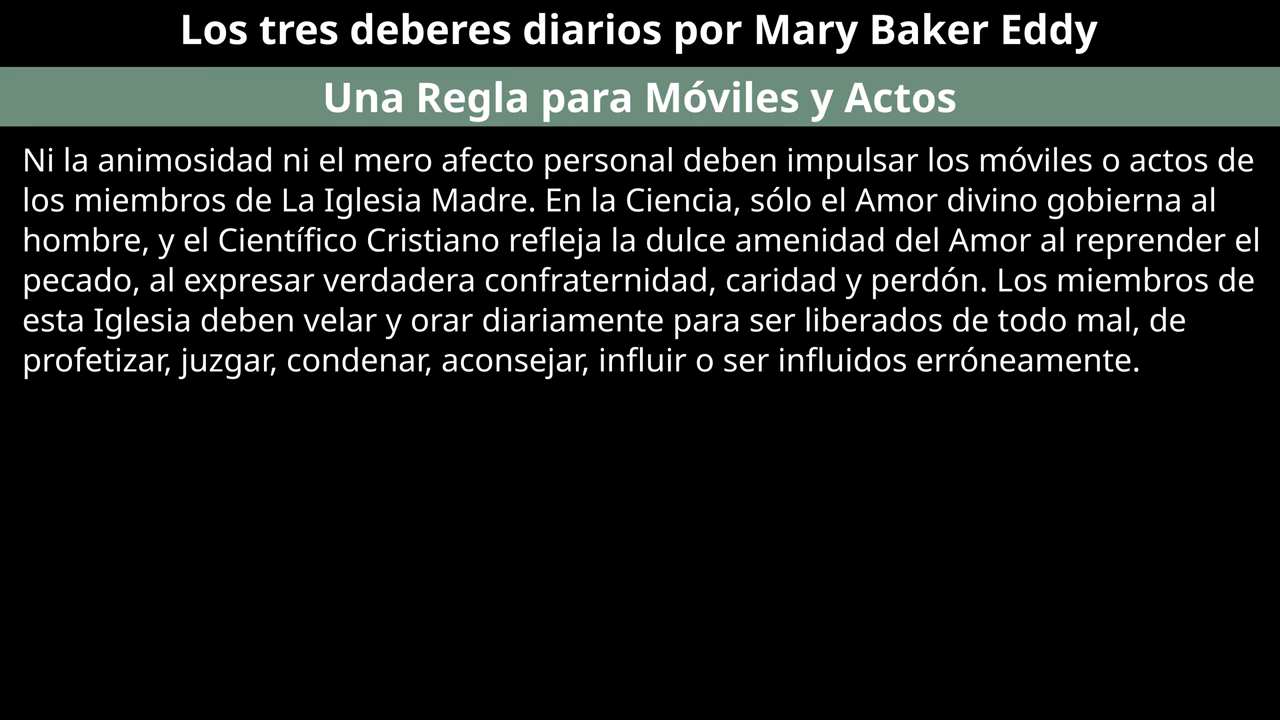 Los tres deberes diarios por Mary Baker Eddy
Una Regla para Móviles y Actos
Ni la animosidad ni el mero afecto personal deben impulsar los móviles o actos de
los miembros de La Iglesia Madre. En la Ciencia, sólo el Amor divino gobierna al
hombre, y el Científico Cristiano refleja la dulce amenidad del Amor al reprender el
pecado, al expresar verdadera confraternidad, caridad y perdón. Los miembros de
esta Iglesia deben velar y orar diariamente para ser liberados de todo mal, de
profetizar, juzgar, condenar, aconsejar, influir o ser influidos erróneamente.